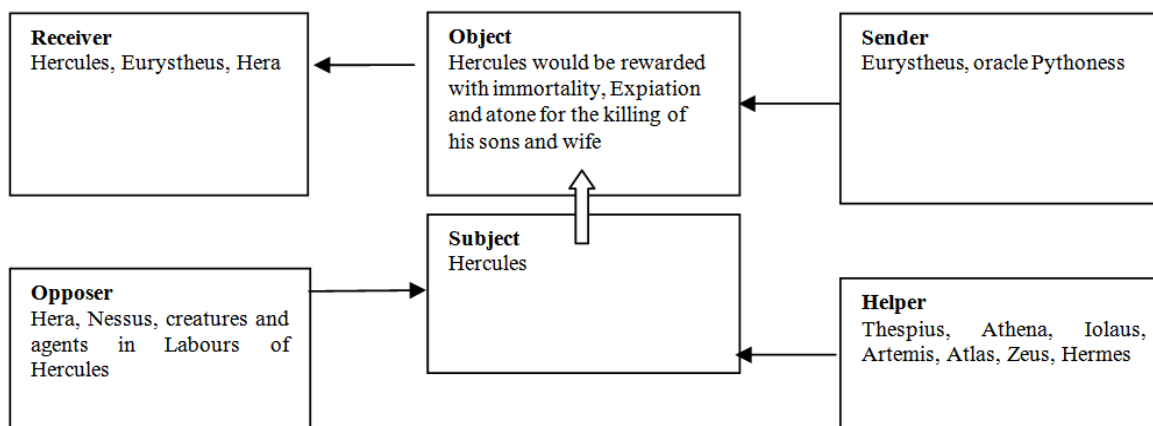 Receiver
Hercules, Eurystheus, Hera
Object
Hercules would be rewarded
with immortality, Expiation
and atone for the killing of
his sons and wife
Sender
Eurystheus, oracle Pythoness
Subject
Hercules
Opposer
Hera, Nessus, creatures and
agents in Labours of
Hercules
Helper
Thespius, Athena, Iolaus,
Artemis, Atlas, Zeus, Hermes